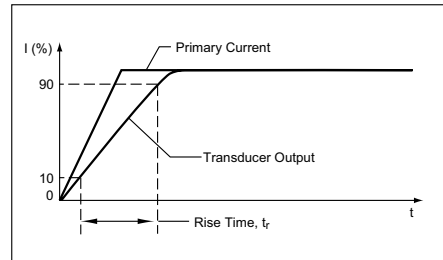 I (%)
Primary Current
90
Transducer Output
10
0
t
Rise Time, tr